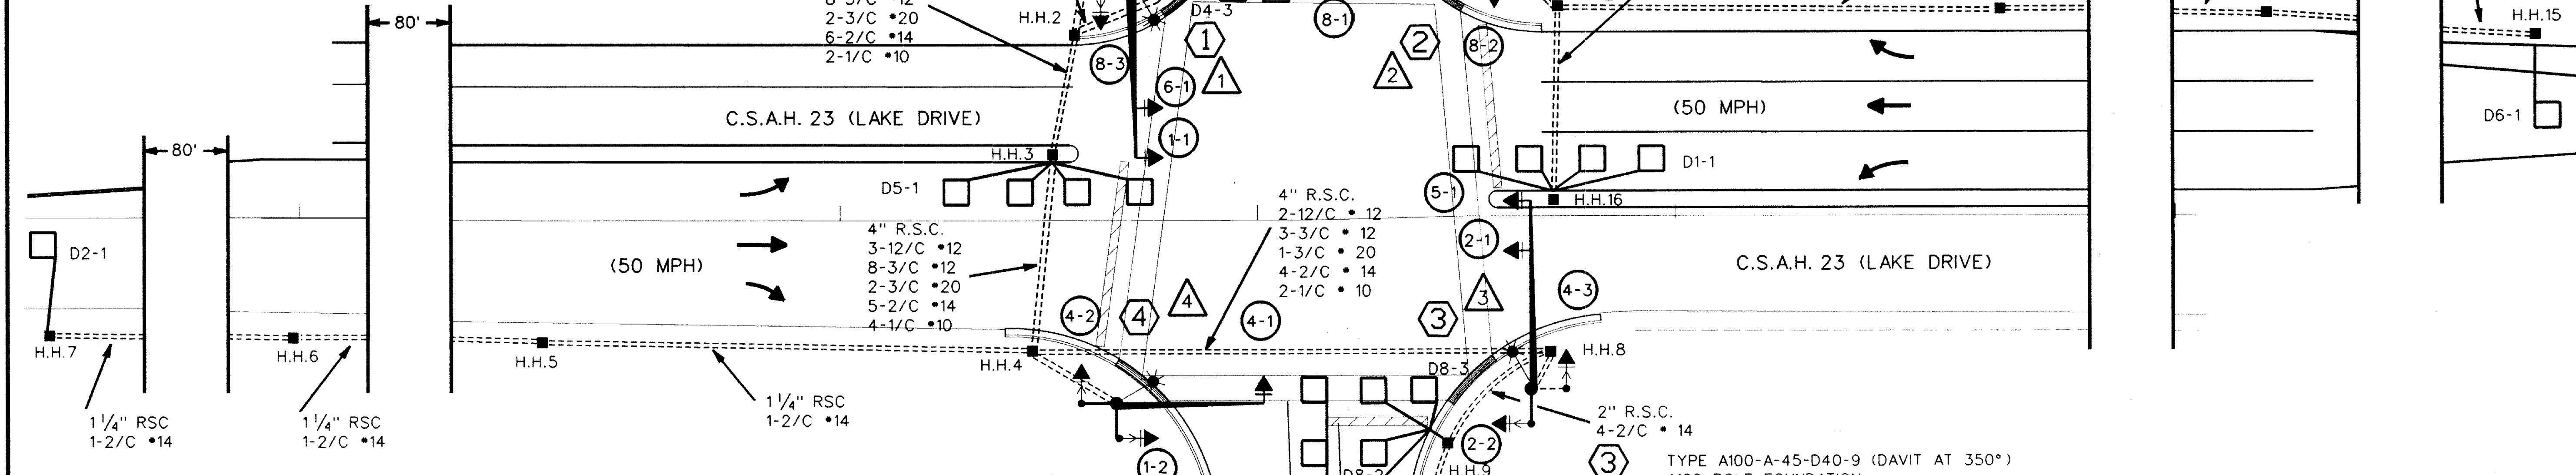 8-3/C #12
2-3/C #20
6-2/C #14
2-1/C #10
H.H.2
D4-3
8-1
H.H.15
80'
8-3
1
2
8-2
6-1
1
2
C.S.A.H. 23 (LAKE DRIVE)
(50 MPH)
D6-1
1-1
80'
H.H.3
D1-1
D5-1
5-1
H.H.16
4" R.S.C.
2-12/C # 12
3-3/C # 12
1-3/C # 20
4-2/C # 14
2-1/C # 10
4" R.S.C.
3-12/C #12
8-3/C #12
2-3/C #20
5-2/C #14
4-1/C #10
2-1
D2-1
(50 MPH)
C.S.A.H. 23 (LAKE DRIVE)
4-2
4
4
4-1
3
3
4-3
H.H.7
H.H.6
H.H.5
H.H.4
H.H.8
D8-3
1 1/4" RSC
1-2/C #14
1 1/4" RSC
1-2/C #14
1 1/4" RSC
1-2/C #14
2" R.S.C.
4-2/C # 14
1-2
D8-2
2-2
H.H.9
3
TYPE A100-A-45-D40-9 (DAVIT AT 350°)